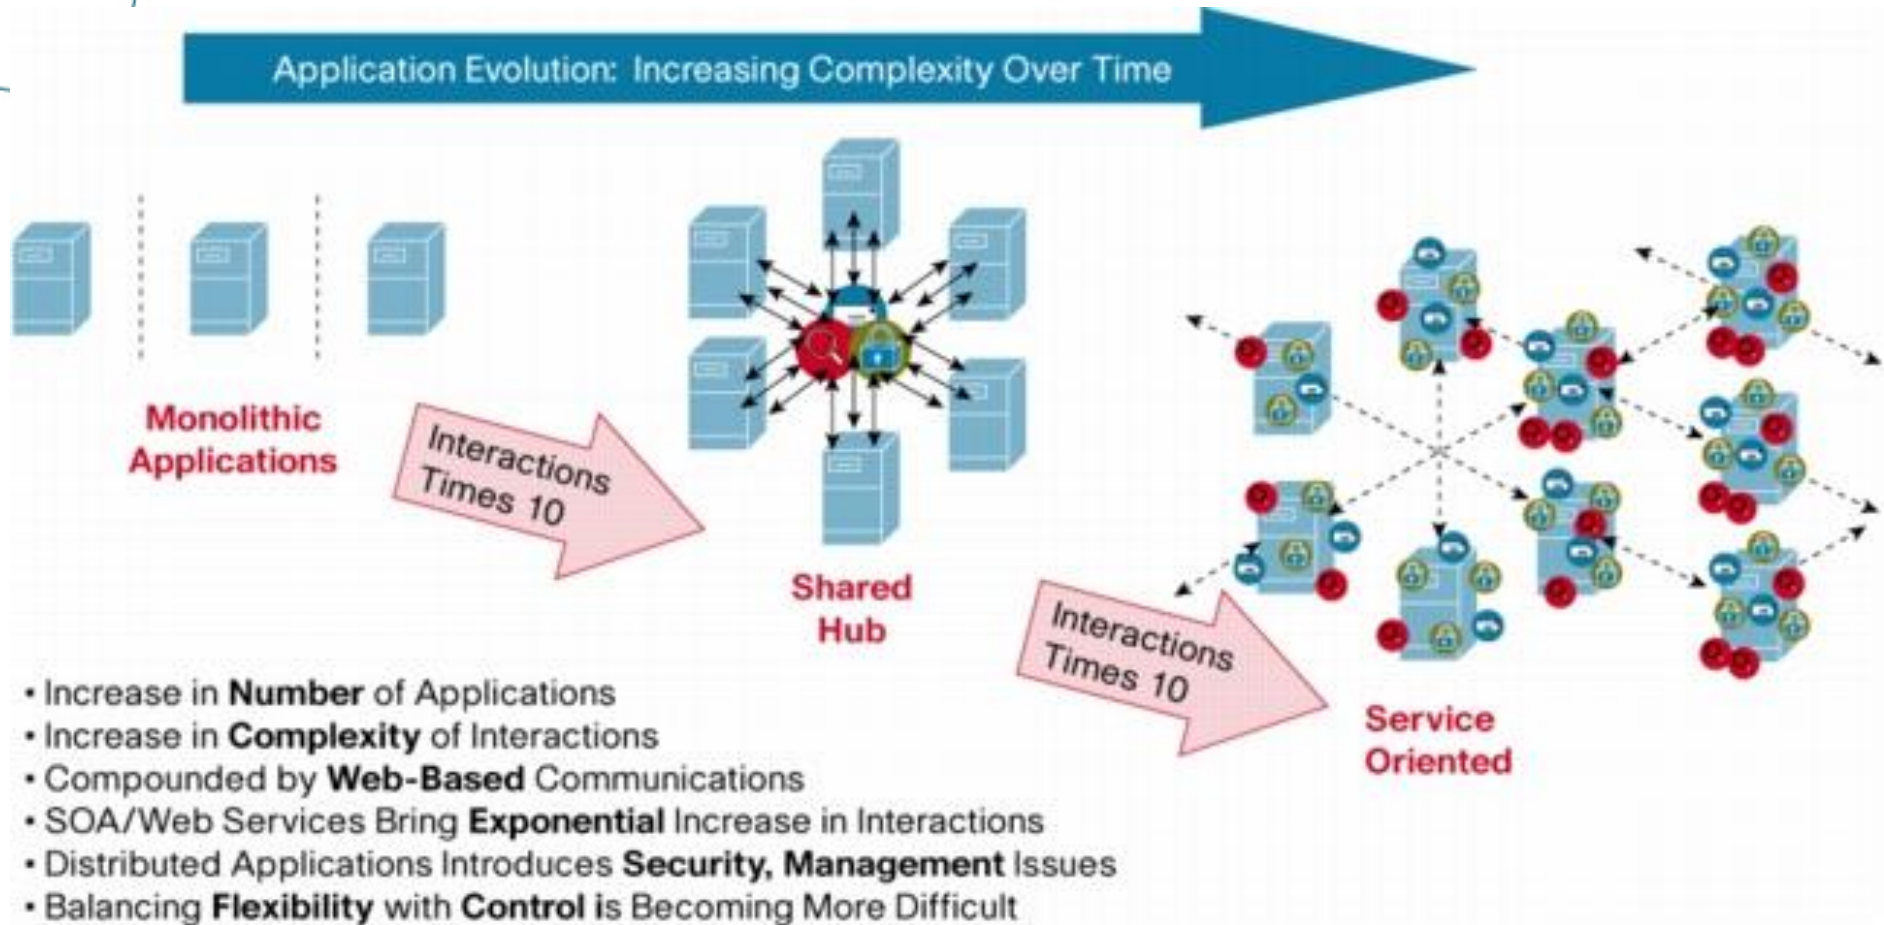 Application Evolution: Increasing Complexity Over Time
Monolithic
Applications
Interactions
Times 10
Shared
Hub
Interactions
Times 10
Service
Oriented
• Increase in Number of Applications
• Increase in Complexity of Interactions
• Compounded by Web-Based Communications
• SOA/Web Services Bring Exponential Increase in Interactions
• Distributed Applications Introduces Security, Management Issues
• Balancing Flexibility with Control is Becoming More Difficult